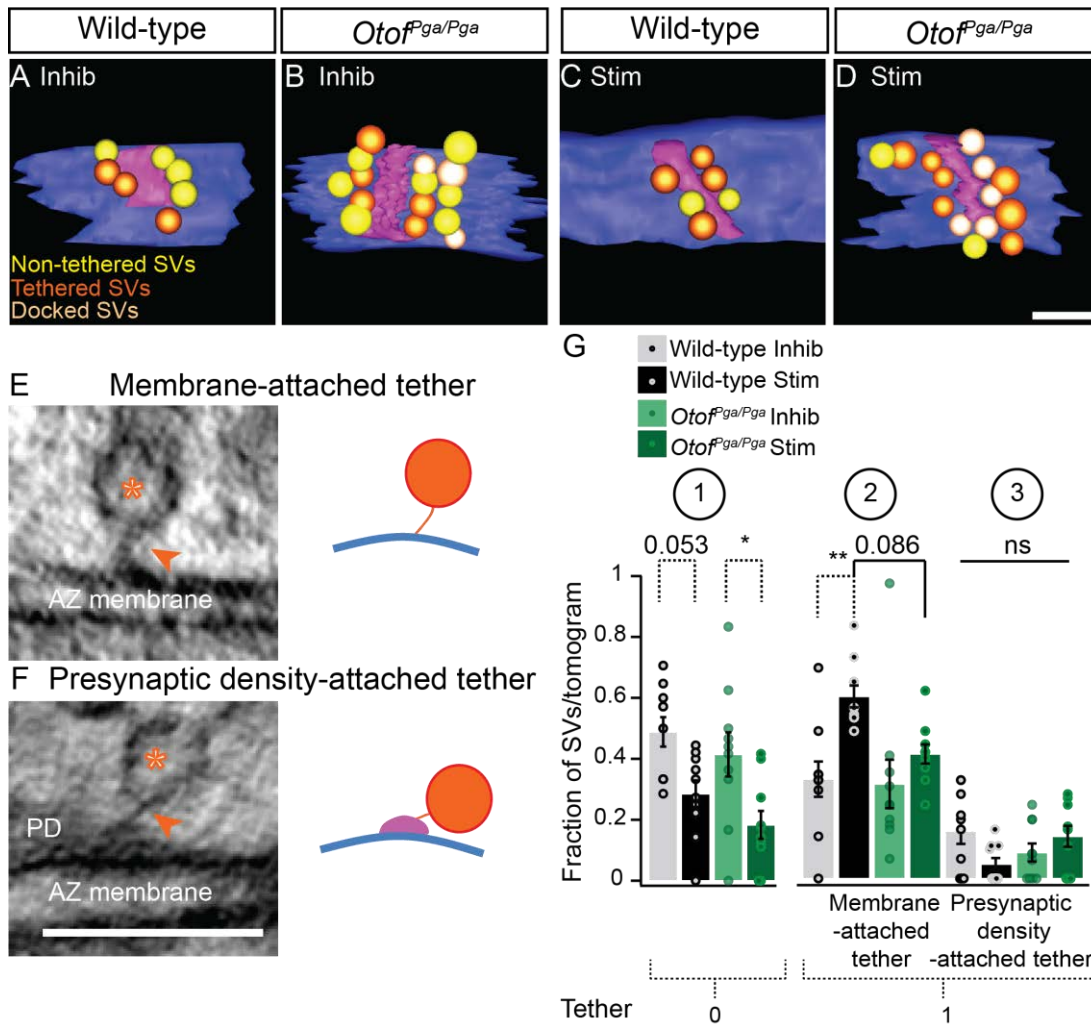 Wild-type
Otof^Pga/Pga
Wild-type
Otof^Pga/Pga
A Inhib
B Inhib
C Stim
D Stim
Non-tethered SVs
Tethered SVs
Docked SVs
E Membrane-attached tether
*
AZ membrane
F Presynaptic density-attached tether
*
PD
AZ membrane
G
Wild-type Inhib
Wild-type Stim
Otof^Pga/Pga Inhib
Otof^Pga/Pga Stim
1
2
3
0.053
*
**
0.086
ns
Fraction of SVs/tomogram
1
0.8
0.6
0.4
0.2
0
Membrane
-attached
tether
Presynaptic
density
-attached tether
Tether
0
1